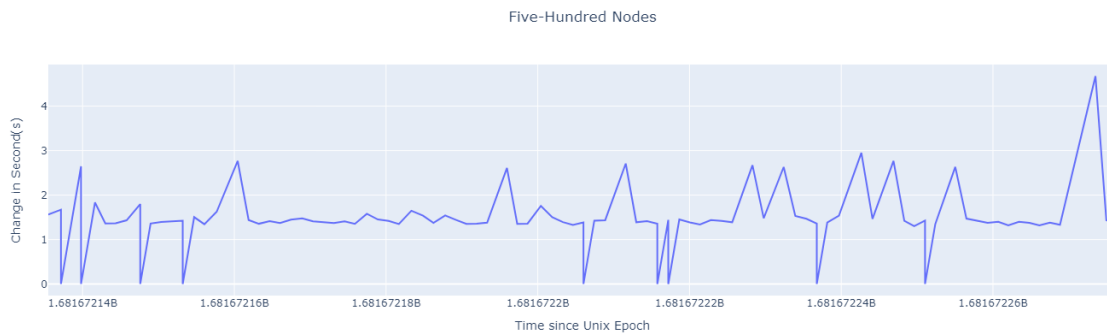 Five-Hundred Nodes
Change in Second(s)
4
3
2
1
0
1.68167214B 1.68167216B 1.68167218B 1.6816722B 1.68167222B 1.68167224B 1.68167226B
Time since Unix Epoch